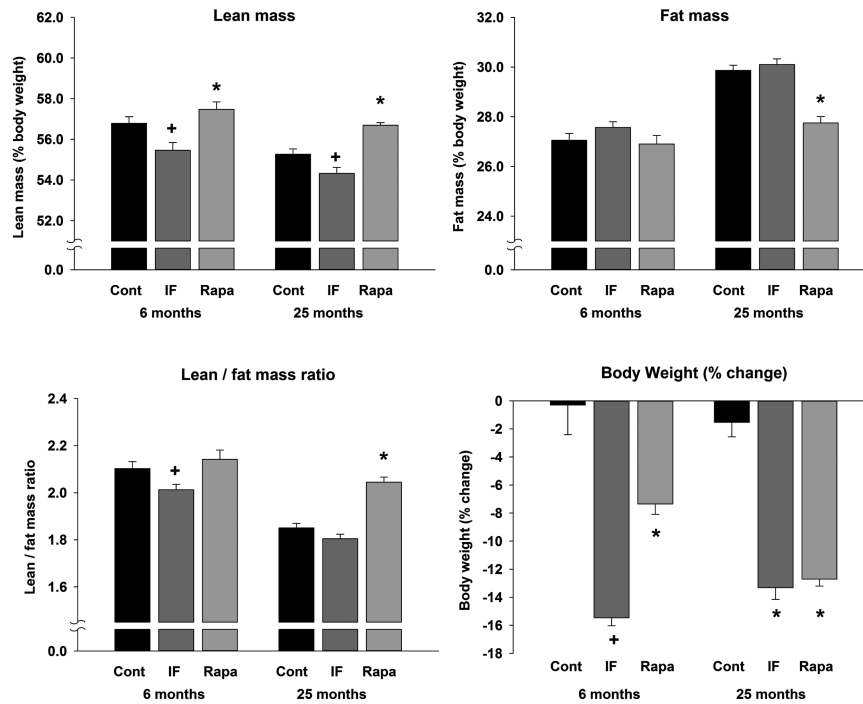 Lean mass
Lean mass (% body weight)
62.0
60.0
58.0
56.0
54.0
52.0
0.0
+
*
+
*
Cont IF Rapa Cont IF Rapa
6 months 25 months
Fat mass
Fat mass (% body weight)
32.0
30.0
28.0
26.0
24.0
0.0
*
Cont IF Rapa Cont IF Rapa
6 months 25 months
Lean / fat mass ratio
Lean / fat mass ratio
2.4
2.2
2.0
1.8
1.6
0.0
+
*
Cont IF Rapa Cont IF Rapa
6 months 25 months
Body Weight (% change)
Body weight (% change)
0
-2
-4
-6
-8
-10
-12
-14
-16
-18
+
*
*
*
Cont IF Rapa Cont IF Rapa
6 months 25 months